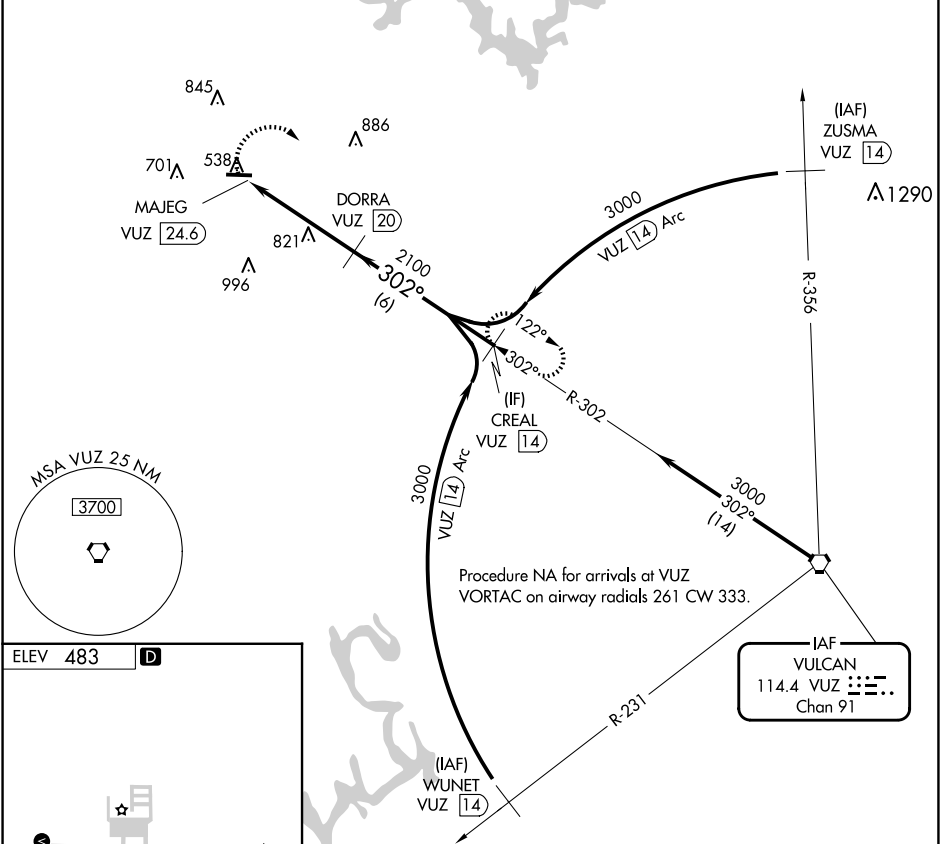 845
886
701
538
(IAF)
ZUSMA
VUZ 14
1290
MAJEG
VUZ 24.6
DORRA
VUZ 20
821
996
3000
VUZ 14 Arc
2100
302°
(6)
R-356
122°
302°
(IF)
CREAL
VUZ 14
R-302
3000
VUZ 14 Arc
3000
302°
(14)
MSA VUZ 25 NM
3700
Procedure NA for arrivals at VUZ
VORTAC on airway radials 261 CW 333.
IAF
VULCAN
114.4 VUZ
Chan 91
R-231
(IAF)
WUNET
VUZ 14
ELEV 483 D